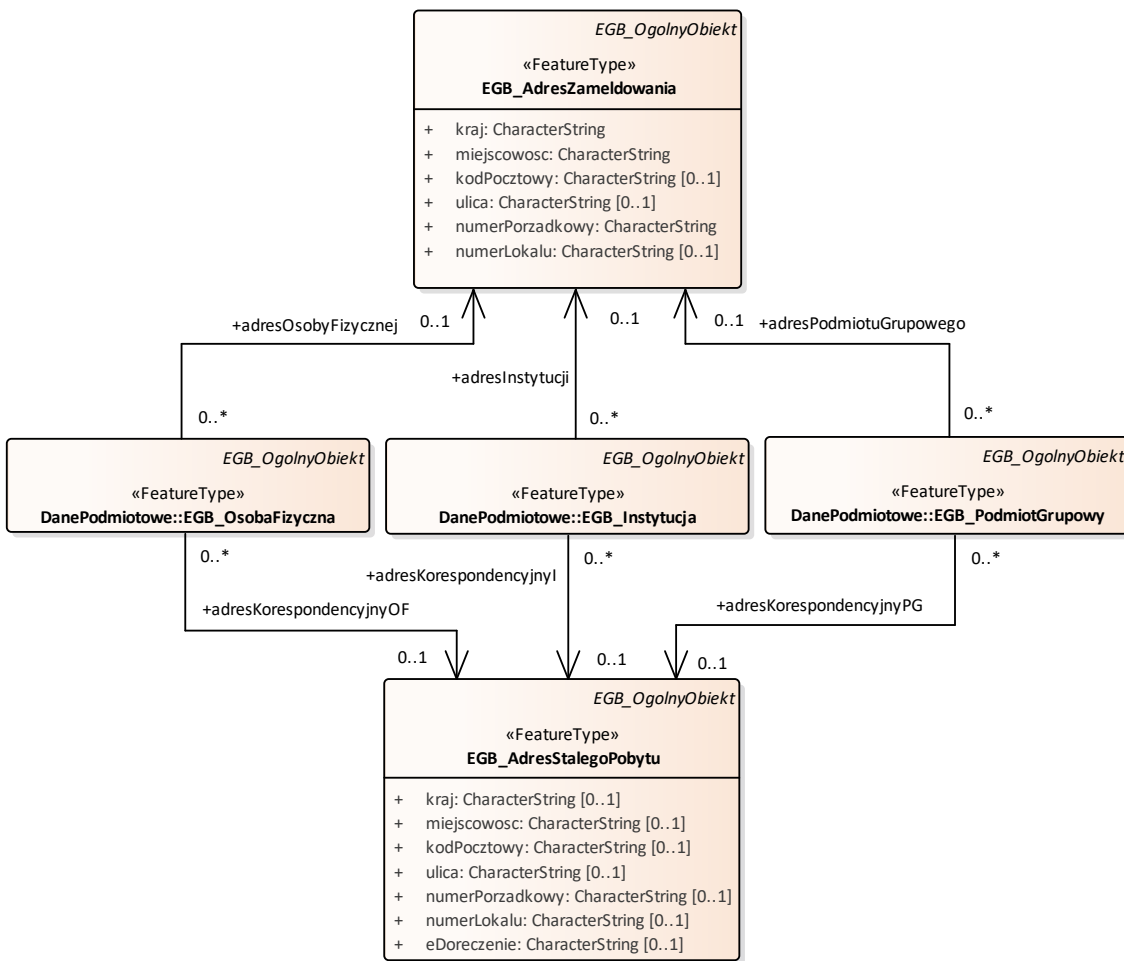 EGB_OgolnyObiekt
«FeatureType»
EGB_AdresZameldowania
+ kraj: CharacterString
+ miejscowosc: CharacterString
+ kodPocztowy: CharacterString [0..1]
+ ulica: CharacterString [0..1]
+ numerPorzadkowy: CharacterString
+ numerLokalu: CharacterString [0..1]
+adresOsobyFizycznej 0..1 0..1 0..1 +adresPodmiotuGrupowego
+adresInstytucji
0..* 0..* 0..*
EGB_OgolnyObiekt
«FeatureType»
DanePodmiotowe::EGB_OsobaFizyczna
EGB_OgolnyObiekt
«FeatureType»
DanePodmiotowe::EGB_Instytucja
EGB_OgolnyObiekt
«FeatureType»
DanePodmiotowe::EGB_PodmiotGrupowy
0..* 0..* 0..*
+adresKorespondencyjnyI
+adresKorespondencyjnyOF +adresKorespondencyjnyPG
0..1 0..1 0..1
EGB_OgolnyObiekt
«FeatureType»
EGB_AdresStalegoPobytu
+ kraj: CharacterString [0..1]
+ miejscowosc: CharacterString [0..1]
+ kodPocztowy: CharacterString [0..1]
+ ulica: CharacterString [0..1]
+ numerPorzadkowy: CharacterString [0..1]
+ numerLokalu: CharacterString [0..1]
+ eDoreczenie: CharacterString [0..1]